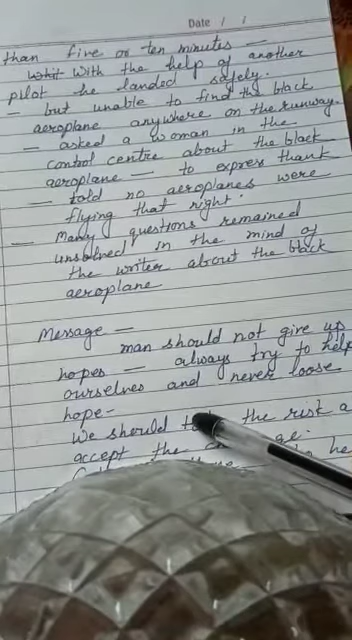 Date / /
than five or ten minutes —
with the help of another
pilot he landed safely.
— but unable to find the black
aeroplane anywhere on the runway.
— asked a woman in the
control centre about the black
aeroplane — to express thank
— told no aeroplanes were
flying that night.
— Many questions remained
unsolved in the mind of
the writer about the black
aeroplane
Message —
man should not give up
hopes — always try to help
ourselves and never loose
hope-
We should the risk a
accept the